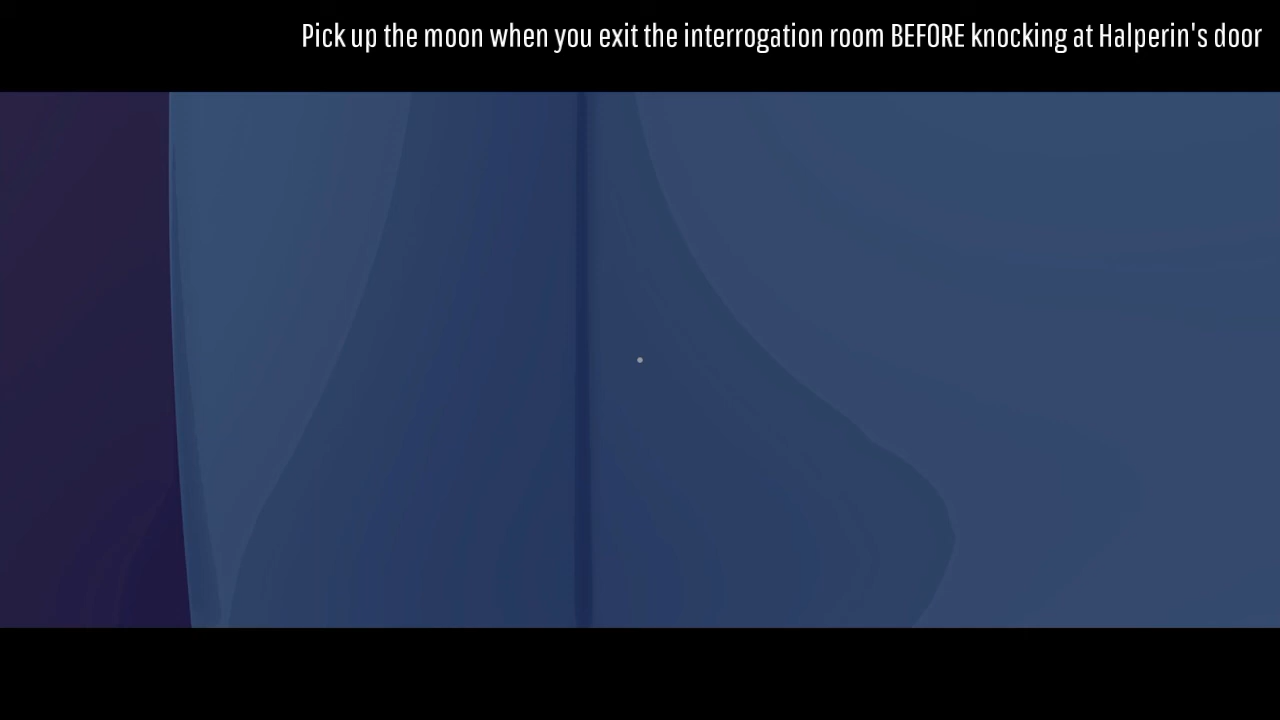 Pick up the moon when you exit the interrogation room BEFORE knocking at Halperin's door